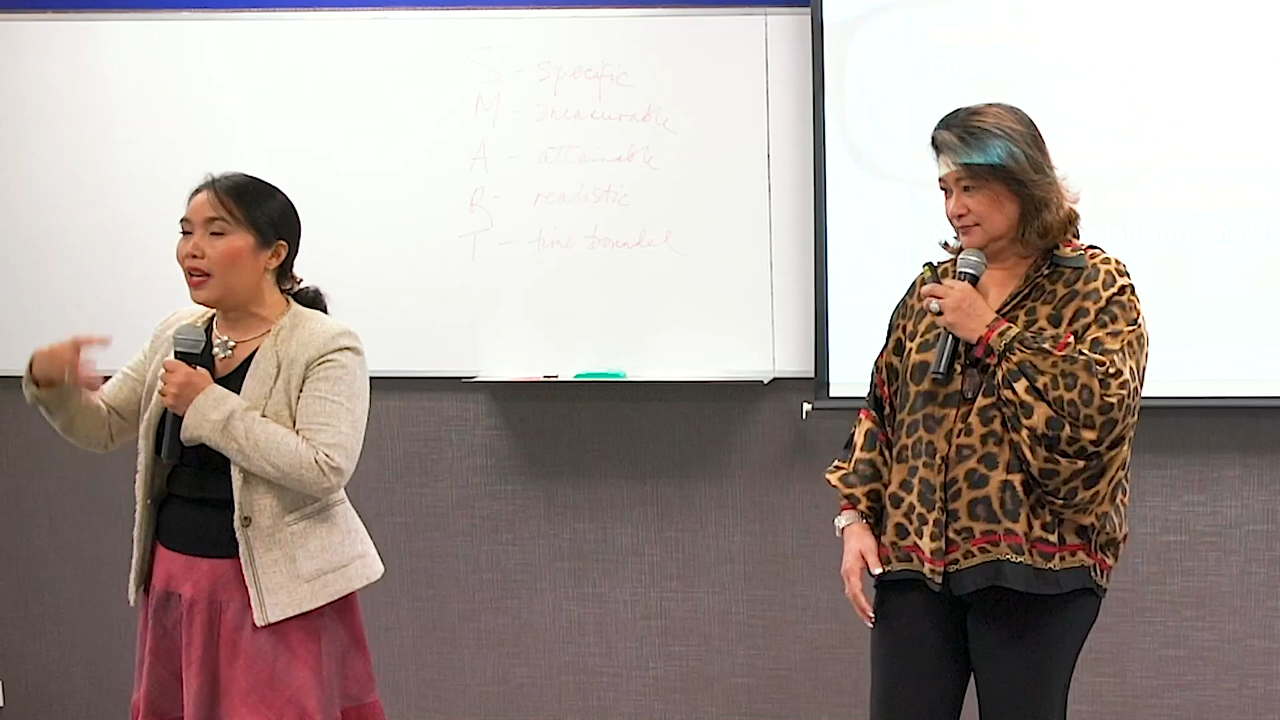 S - specific
M - measurable
A - attainable
R - realistic
T - time bounded